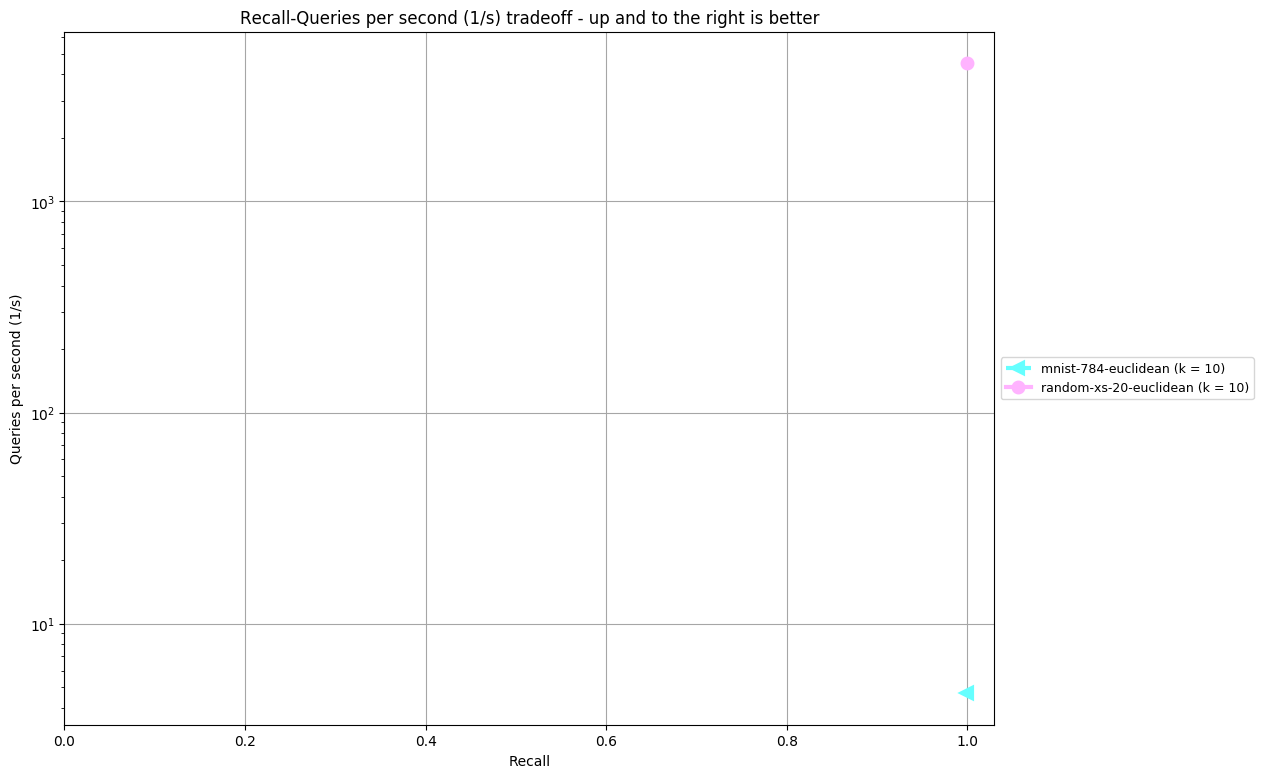 Recall-Queries per second (1/s) tradeoff - up and to the right is better
Queries per second (1/s)
10³
10²
10¹
0.0 0.2 0.4 0.6 0.8 1.0
Recall
mnist-784-euclidean (k = 10)
random-xs-20-euclidean (k = 10)